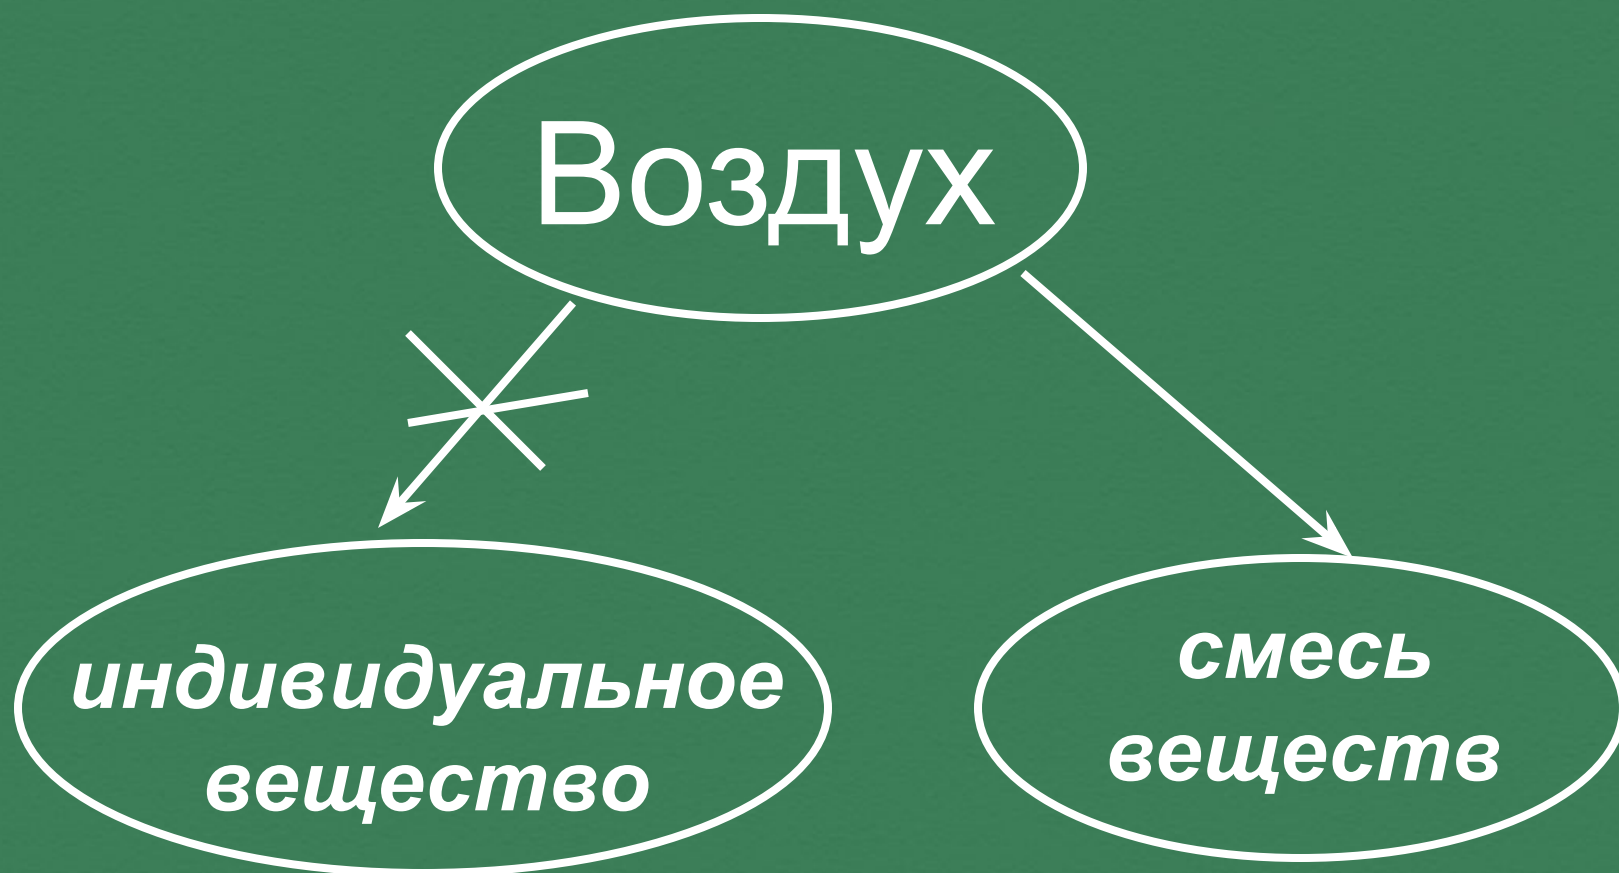 Воздух
индивидуальное
вещество
смесь
веществ